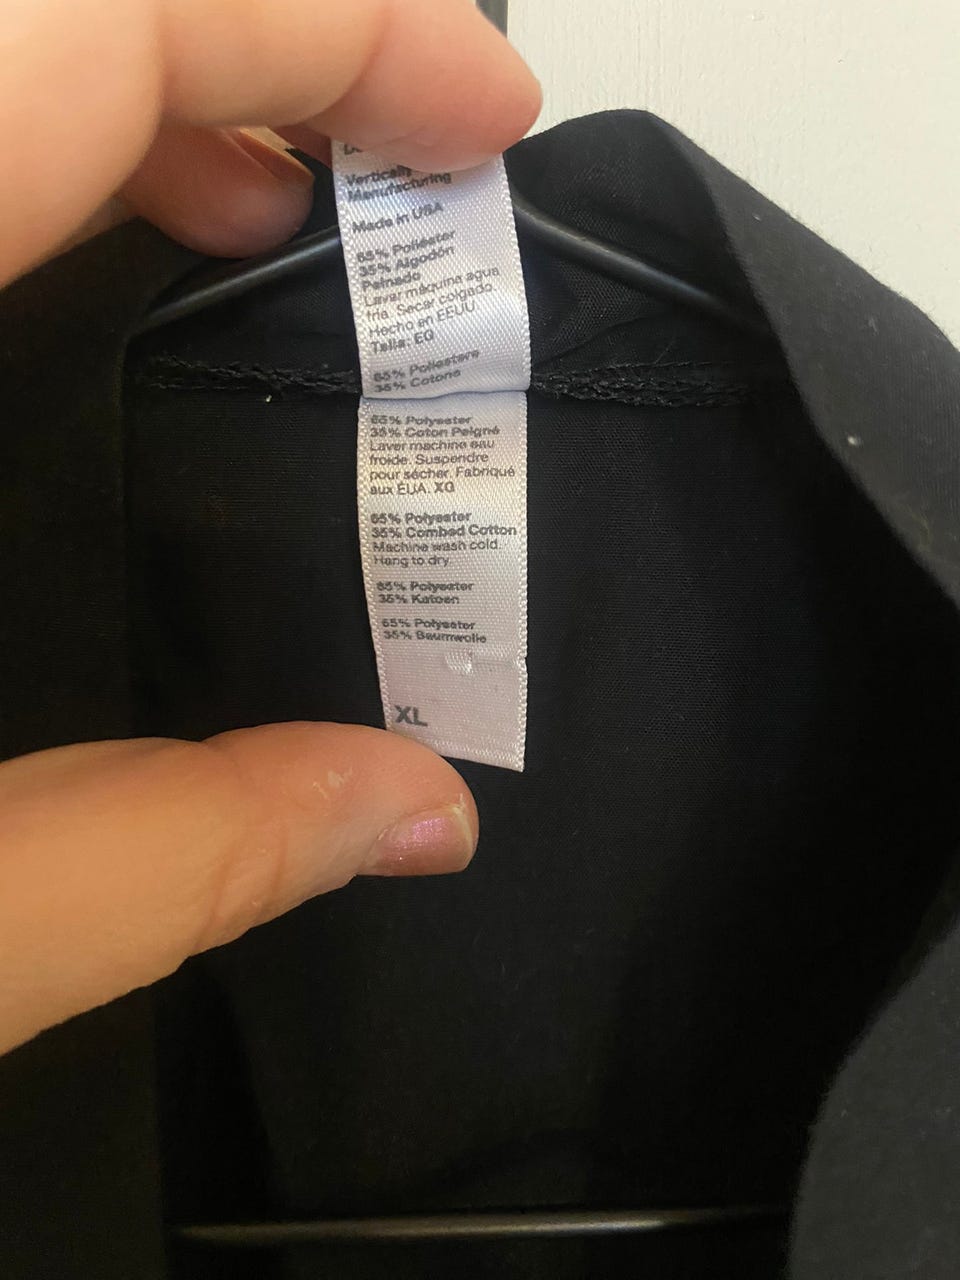 Vertically
Manufacturing
Made in USA
65% Poliéster
35% Algodón
Peinado
Lavar máquina agua
fría. Secar colgado.
Hecho en EEUU
Talla: EG
65% Poliestere
35% Cotone
65% Polyester
35% Coton Peigné
Laver machine eau
froide. Suspendre
pour sécher. Fabriqué
aux ÉUA. XG
65% Polyester
35% Combed Cotton
Machine wash cold.
Hang to dry.
65% Polyester
35% Katoen
65% Polyester
35% Baumwolle
XL